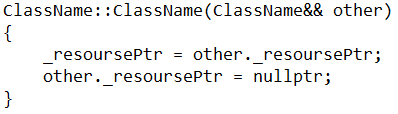 ClassName::ClassName(ClassName&& other)
{
    _resoursePtr = other._resoursePtr;
    other._resoursePtr = nullptr;
}